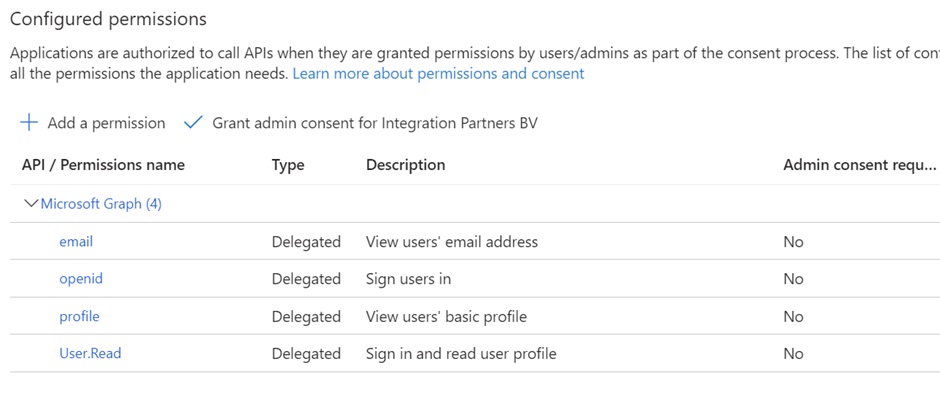 Configured permissions
Applications are authorized to call APIs when they are granted permissions by users/admins as part of the consent process. The list of
all the permissions the application needs. Learn more about permissions and consent
Add a permission Grant admin consent for Integration Partners BV
API / Permissions name Type Description Admin consent requ...
Microsoft Graph (4)
email Delegated View users' email address No
openid Delegated Sign users in No
profile Delegated View users' basic profile No
User.Read Delegated Sign in and read user profile No